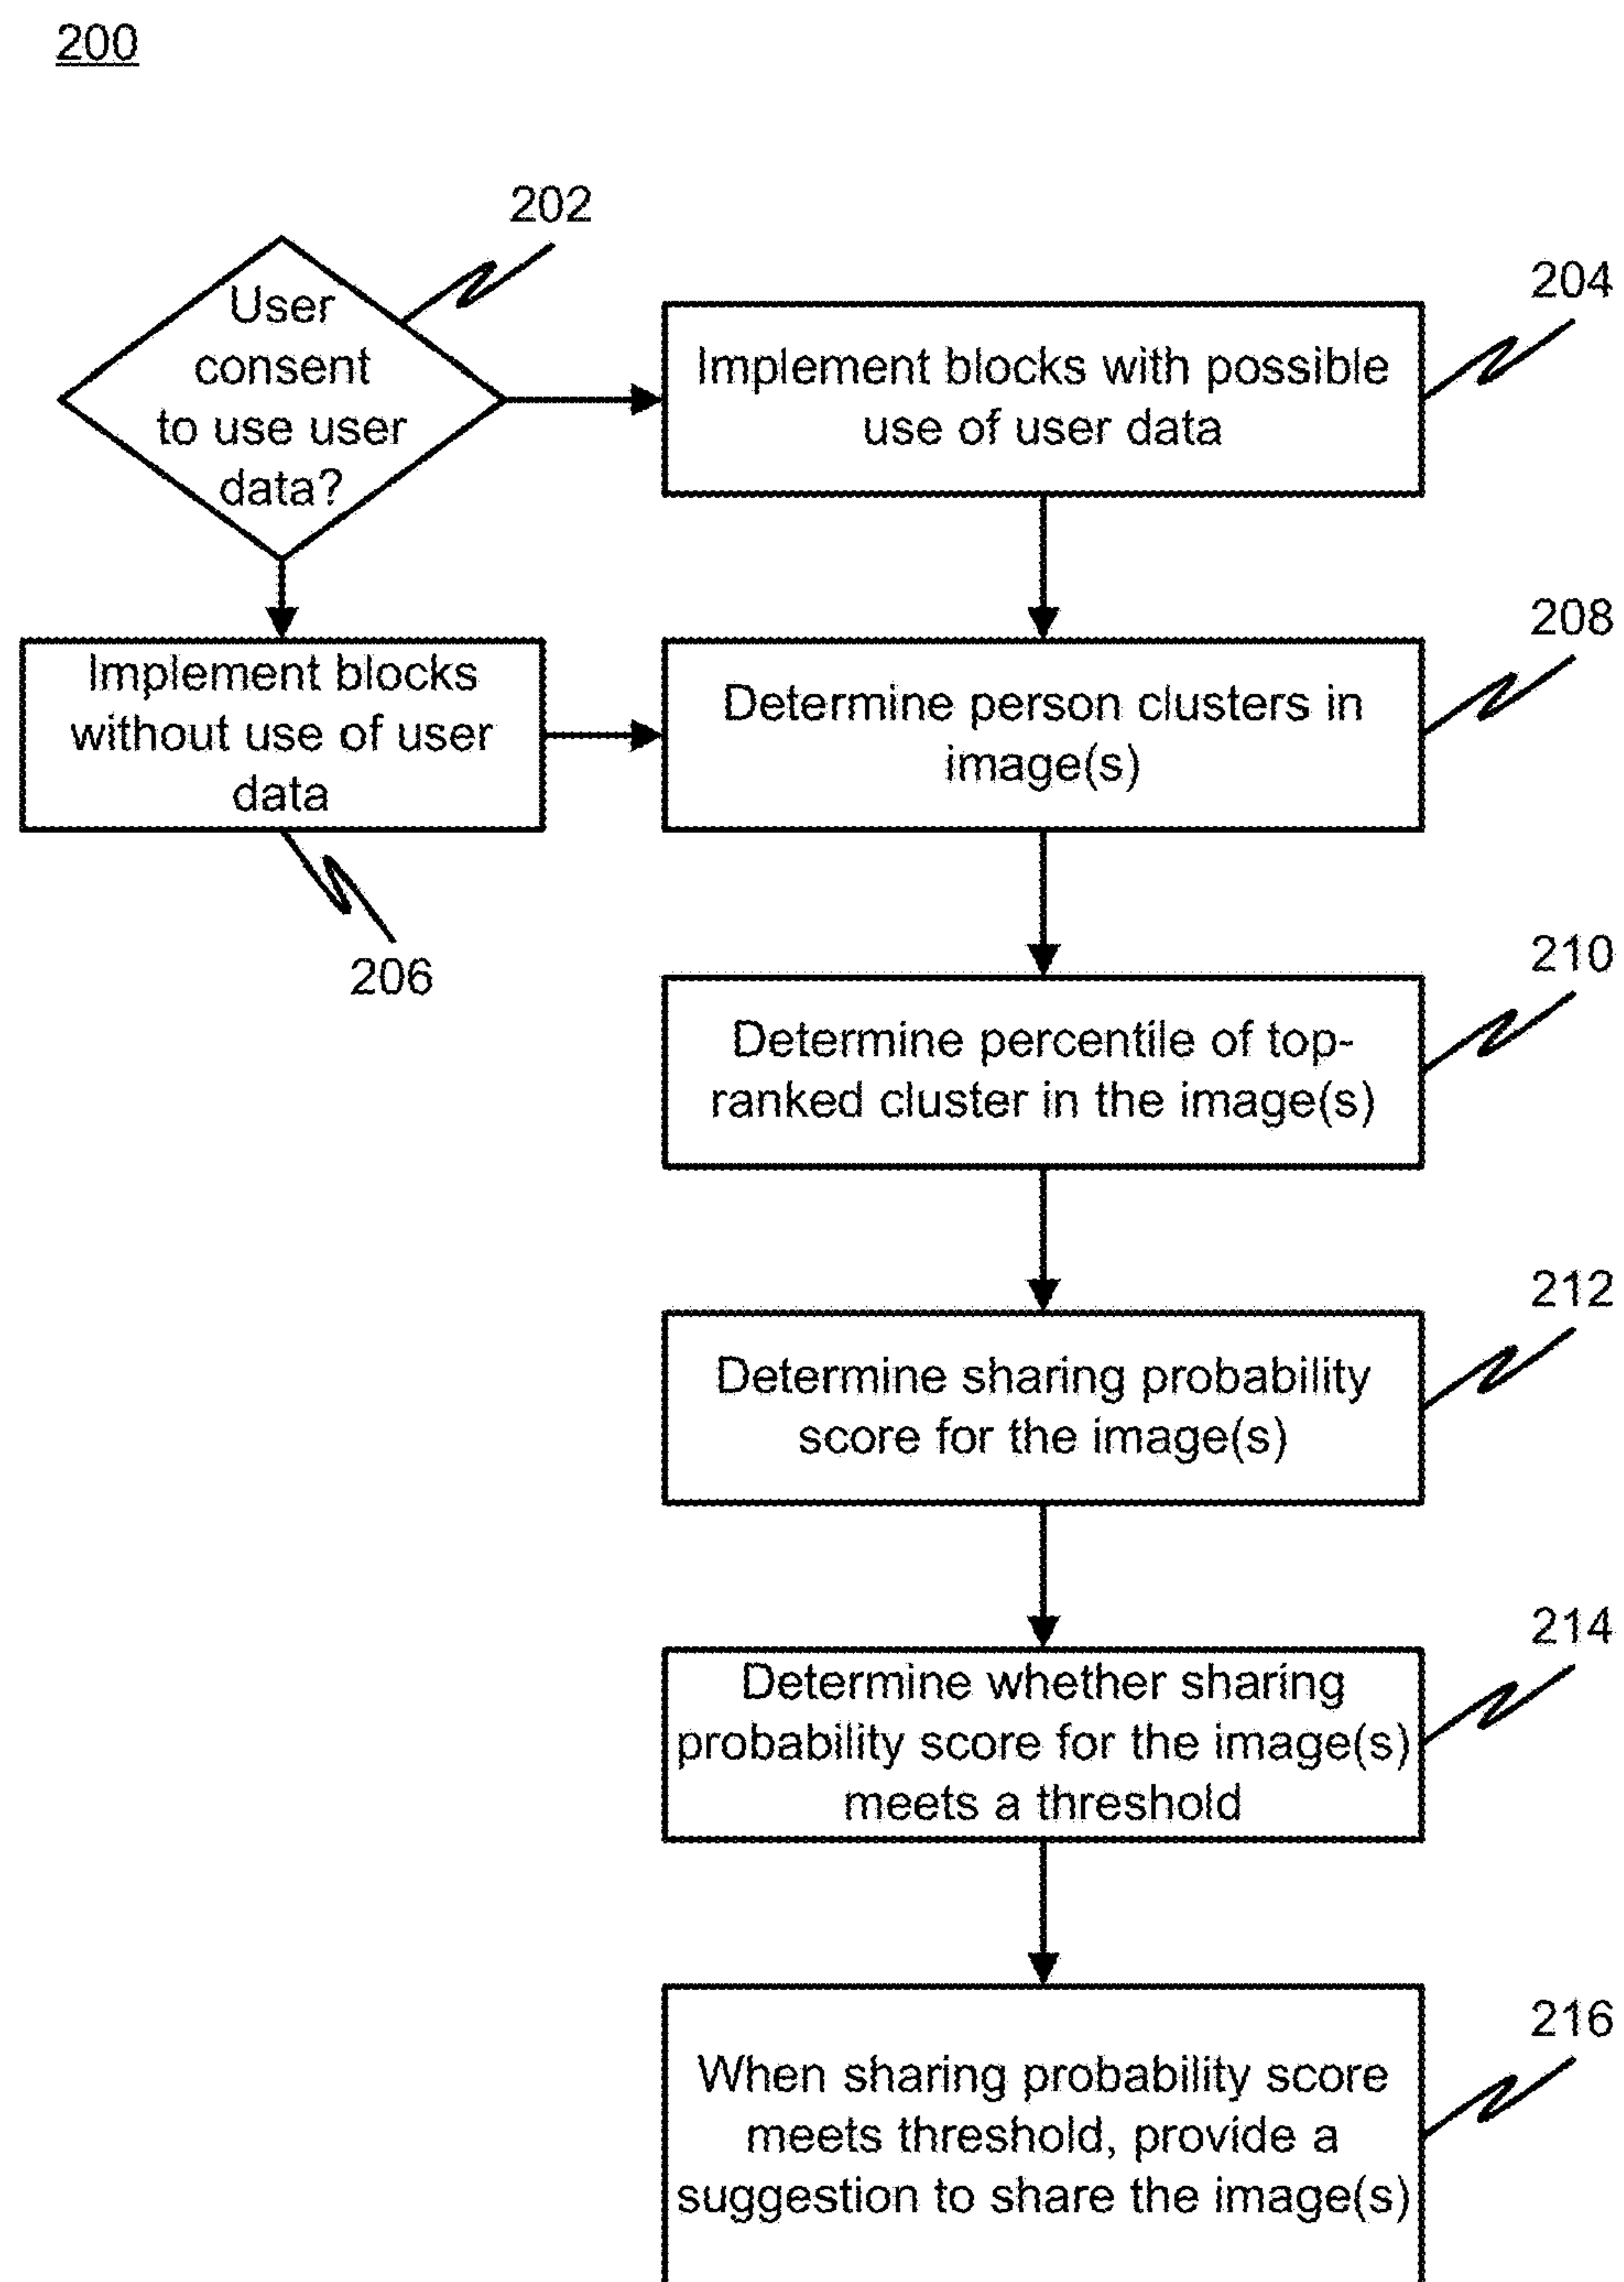 200
202
User
consent
to use user
data?
204
Implement blocks with possible
use of user data
Implement blocks
without use of user
data
206
208
Determine person clusters in
image(s)
210
Determine percentile of top-
ranked cluster in the image(s)
212
Determine sharing probability
score for the image(s)
214
Determine whether sharing
probability score for the image(s)
meets a threshold
216
When sharing probability score
meets threshold, provide a
suggestion to share the image(s)